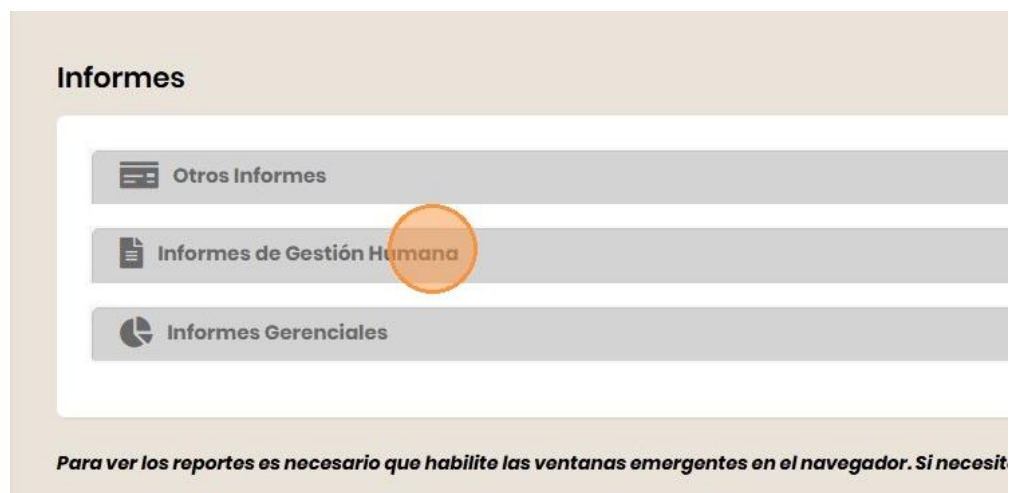 Informes
Otros Informes
Informes de Gestión Humana
Informes Gerenciales
Para ver los reportes es necesario que habilite las ventanas emergentes en el navegador. Si necesit